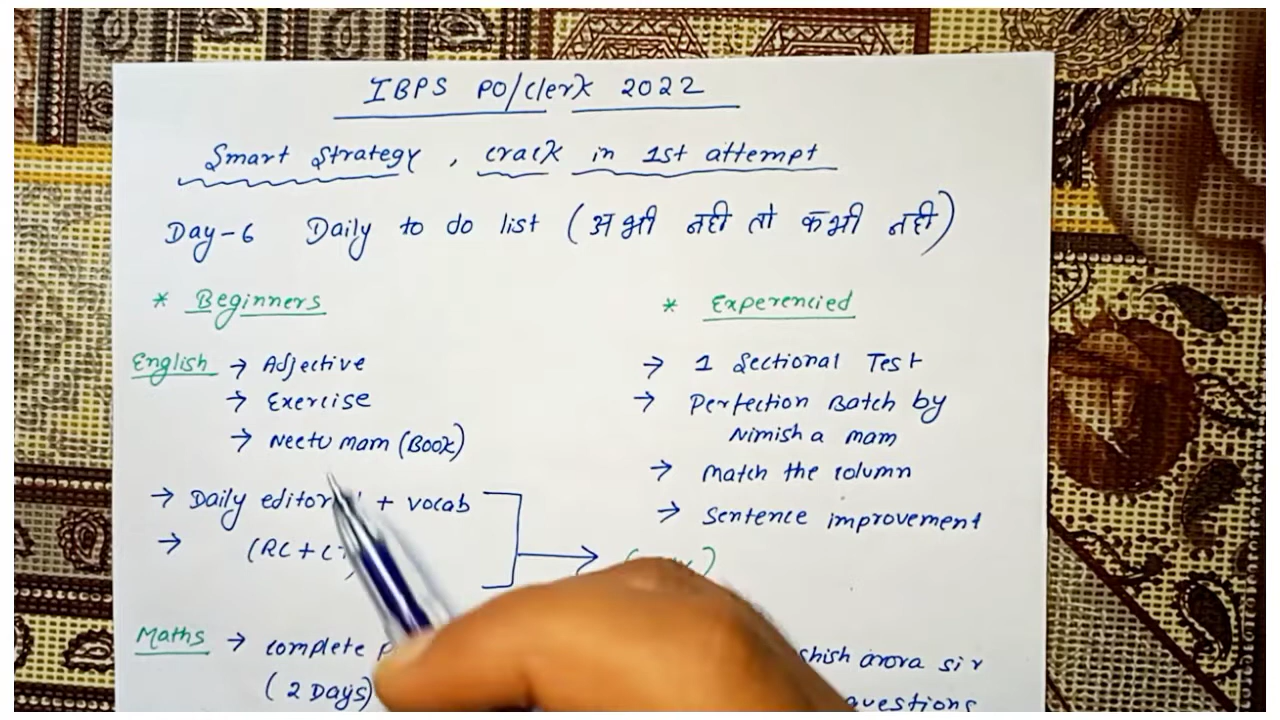 IBPS PO/Clerk 2022
Smart Strategy, crack in 1st attempt
Day-6 Daily to do list (अभी नही तो कभी नही)
* Beginners
English → Adjective
→ Exercise
→ Neetu mam (Book)
→ Daily + vocab
→ (RC +
Maths → complete
(2 Days)
* Experencied
→ 1 Sectional Test
→ Perfection Batch by
Nimisha mam
→ Match the column
→ Sentence improvement
arora sir
questions